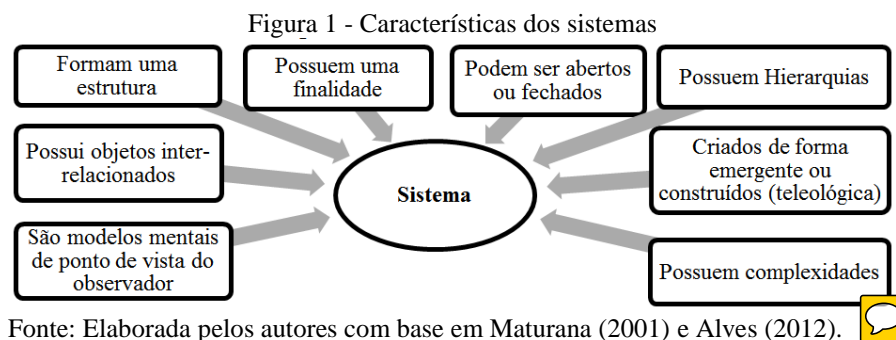 Figura 1 - Características dos sistemas
Formam uma
estrutura
Possuem uma
finalidade
Podem ser abertos
ou fechados
Possuem Hierarquias
Possui objetos inter-
relacionados
Sistema
Criados de forma
emergente ou
construídos (teleológica)
São modelos mentais
de ponto de vista do
observador
Possuem complexidades
Fonte: Elaborada pelos autores com base em Maturana (2001) e Alves (2012).